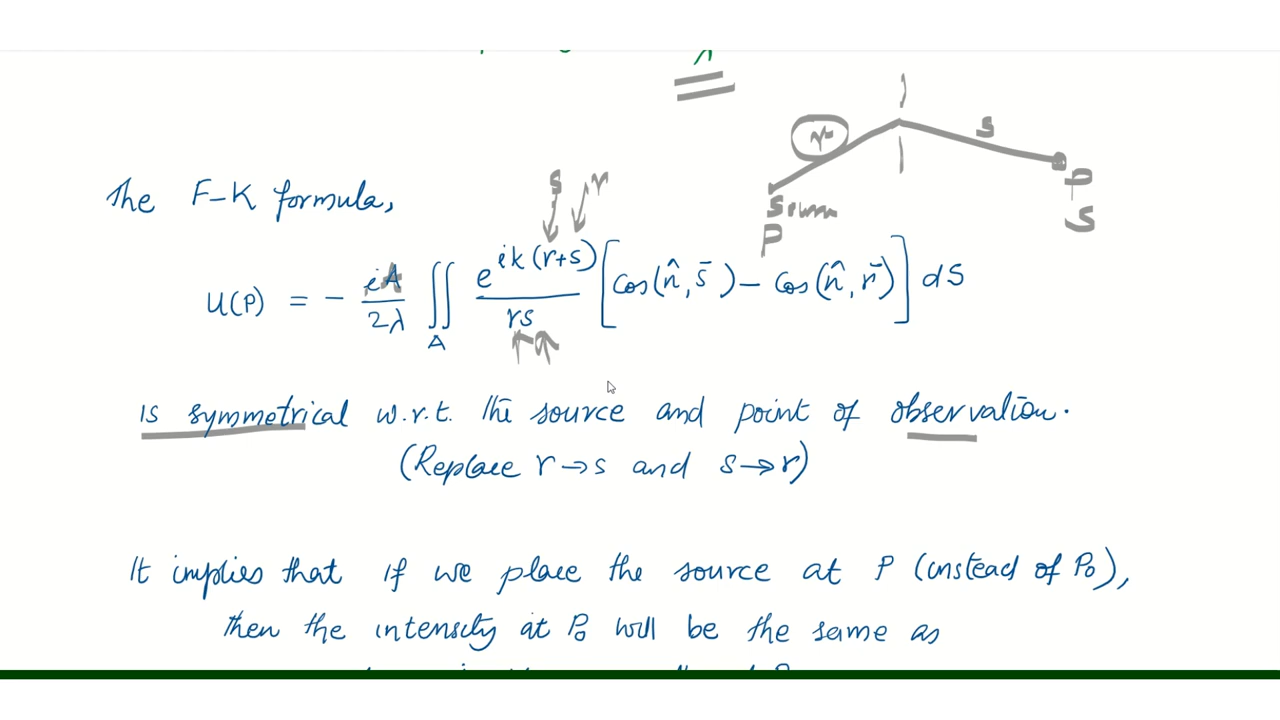 s
r
s
P
Source
P
S
The F-K formula,
s r
U(P) = - iA/2λ ∬_A e^{ik(r+s)}/rs [cos(n̂, s̄) - cos(n̂, r̄)] dS
is symmetrical w.r.t. the source and point of observation.
(Replace r → s and s → r)
It implies that if we place the source at P (instead of P₀),
then the intensity at P₀ will be the same as